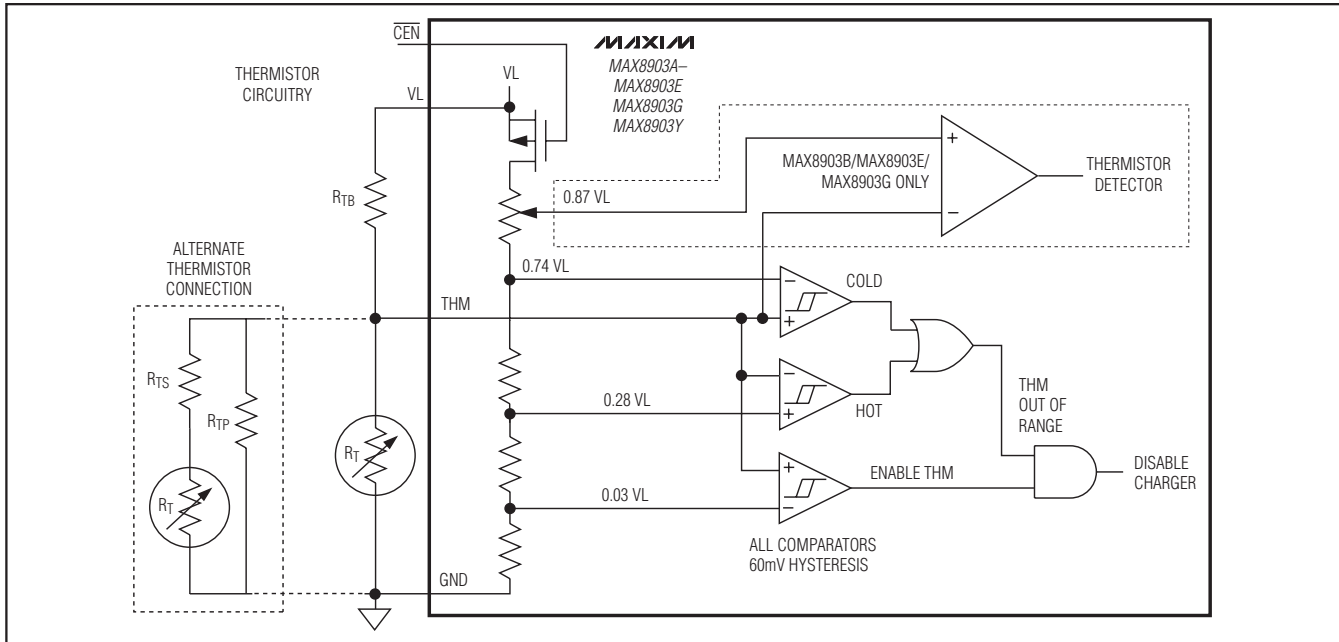 CEN
MAXIM
MAX8903A–
MAX8903E
MAX8903G
MAX8903Y
THERMISTOR
CIRCUITRY
VL
VL
MAX8903B/MAX8903E/
MAX8903G ONLY
+
−
THERMISTOR
DETECTOR
RTB
0.87 VL
ALTERNATE
THERMISTOR
CONNECTION
0.74 VL
−
+
COLD
THM
RTS
RTP
RT
RT
0.28 VL
−
+
HOT
THM
OUT OF
RANGE
0.03 VL
+
−
ENABLE THM
DISABLE
CHARGER
ALL COMPARATORS
60mV HYSTERESIS
GND